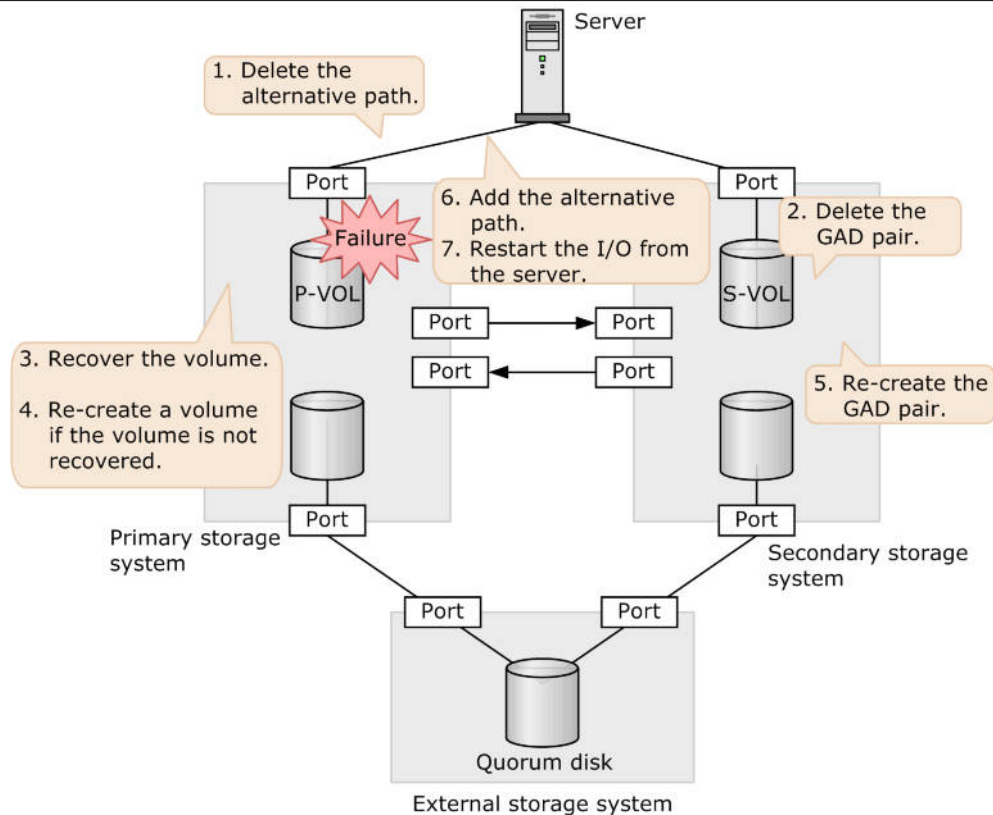 Server
1. Delete the
alternative path.
Port
Port
6. Add the alternative
path.
7. Restart the I/O from
the server.
2. Delete the
GAD pair.
Failure
P-VOL
S-VOL
Port
Port
Port
Port
3. Recover the volume.
4. Re-create a volume
if the volume is not
recovered.
5. Re-create the
GAD pair.
Port
Port
Primary storage
system
Secondary storage
system
Port
Port
Quorum disk
External storage system